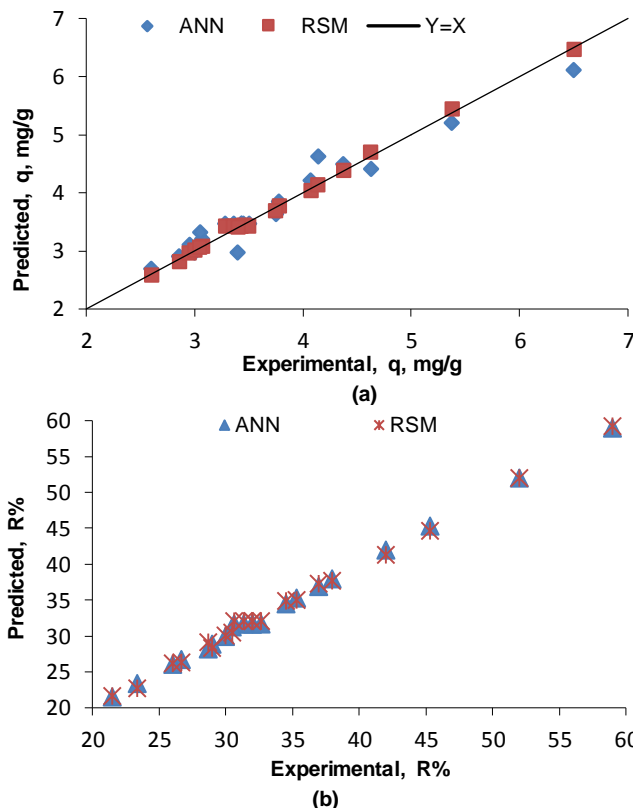 ANN RSM Y=X
7
6
5
4
3
2
Predicted, q, mg/g
2 3 4 5 6 7
Experimental, q, mg/g
(a)
ANN RSM
60
55
50
45
40
35
30
25
20
Predicted, R%
20 25 30 35 40 45 50 55 60
Experimental, R%
(b)